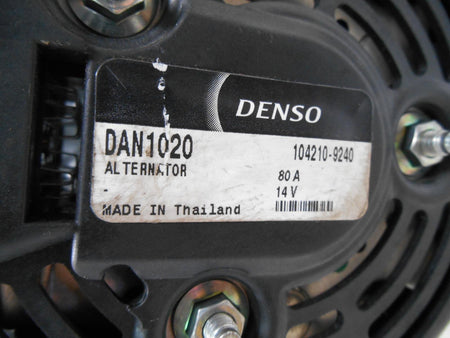 DENSO
DAN1020 104210-9240
ALTERNATOR 80 A
- 14 V
MADE IN Thailand